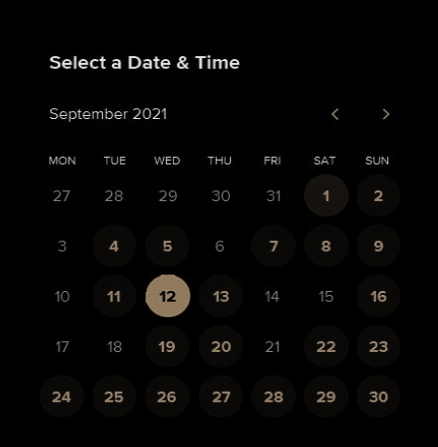 Select a Date & Time
September 2021
MON TUE WED THU FRI SAT SUN
27 28 29 30 31 1 2
3 4 5 6 7 8 9
10 11 12 13 14 15 16
17 18 19 20 21 22 23
24 25 26 27 28 29 30